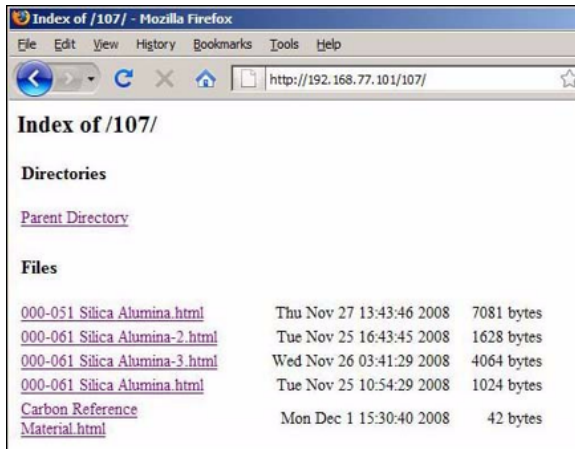 Index of /107/ - Mozilla Firefox
File Edit View History Bookmarks Tools Help
http://192.168.77.101/107/
Index of /107/
Directories
Parent Directory
Files
000-051 Silica Alumina.html Thu Nov 27 13:43:46 2008 7081 bytes
000-061 Silica Alumina-2.html Tue Nov 25 16:43:45 2008 1628 bytes
000-061 Silica Alumina-3.html Wed Nov 26 03:41:29 2008 4064 bytes
000-061 Silica Alumina.html Tue Nov 25 10:54:29 2008 1024 bytes
Carbon Reference
Material.html Mon Dec 1 15:30:40 2008 42 bytes